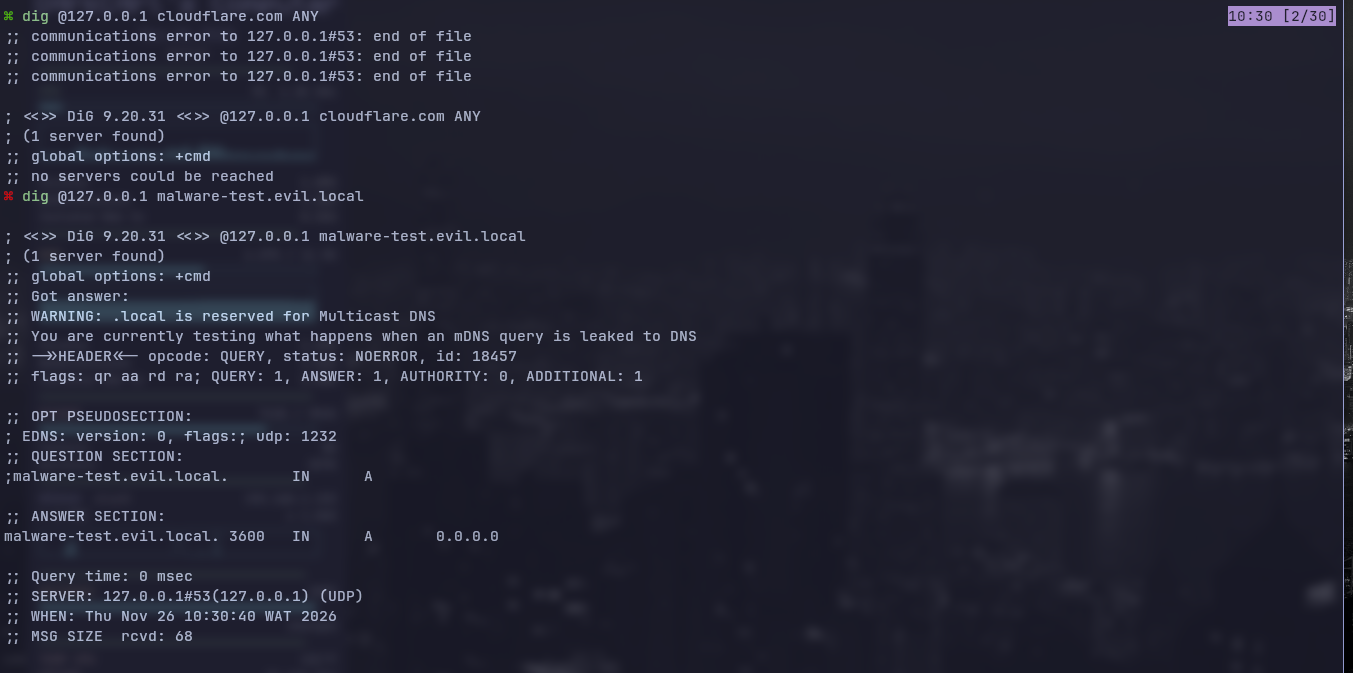 ⌘ dig @127.0.0.1 cloudflare.com ANY
10:30 [2/30]
;; communications error to 127.0.0.1#53: end of file
;; communications error to 127.0.0.1#53: end of file
;; communications error to 127.0.0.1#53: end of file
; <<>> DiG 9.20.31 <<>> @127.0.0.1 cloudflare.com ANY
; (1 server found)
;; global options: +cmd
;; no servers could be reached
⌘ dig @127.0.0.1 malware-test.evil.local
; <<>> DiG 9.20.31 <<>> @127.0.0.1 malware-test.evil.local
; (1 server found)
;; global options: +cmd
;; Got answer:
;; WARNING: .local is reserved for Multicast DNS
;; You are currently testing what happens when an mDNS query is leaked to DNS
;; ->>HEADER<<- opcode: QUERY, status: NOERROR, id: 18457
;; flags: qr aa rd ra; QUERY: 1, ANSWER: 1, AUTHORITY: 0, ADDITIONAL: 1
;; OPT PSEUDOSECTION:
; EDNS: version: 0, flags:; udp: 1232
;; QUESTION SECTION:
;malware-test.evil.local. IN A
;; ANSWER SECTION:
malware-test.evil.local. 3600 IN A 0.0.0.0
;; Query time: 0 msec
;; SERVER: 127.0.0.1#53(127.0.0.1) (UDP)
;; WHEN: Thu Nov 26 10:30:40 WAT 2026
;; MSG SIZE rcvd: 68